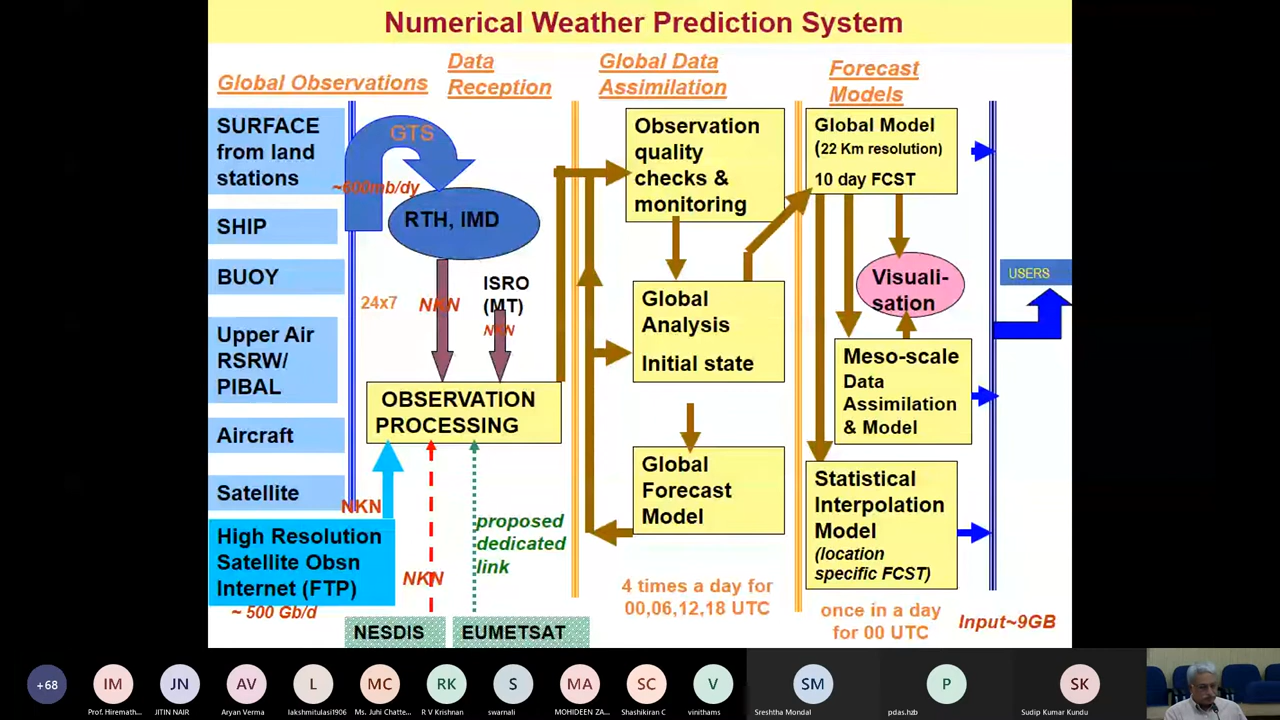 Numerical Weather Prediction System
Global Observations
Data
Reception
Global Data
Assimilation
Forecast
Models
SURFACE
from land
stations
SHIP
BUOY
Upper Air
RSRW/
PIBAL
Aircraft
Satellite
NKN
High Resolution
Satellite Obsn
Internet (FTP)
~ 500 Gb/d
GTS
~600mb/dy
RTH, IMD
24x7
NKN
ISRO
(MT)
NKN
OBSERVATION
PROCESSING
proposed
dedicated
link
NKN
NESDIS
EUMETSAT
Observation
quality
checks &
monitoring
Global
Analysis
Initial state
Global
Forecast
Model
4 times a day for
00,06,12,18 UTC
Global Model
(22 Km resolution)
10 day FCST
Visuali-
sation
Meso-scale
Data
Assimilation
& Model
Statistical
Interpolation
Model
(location
specific FCST)
once in a day
for 00 UTC
USERS
Input~9GB
+68
IM
JN
AV
L
MC
RK
S
MA
SC
V
SM
P
SK
Prof. Hiremath...
JITIN NAIR
Aryan Verma
lakshmitulasi1906
Ms. Juhi Chatte...
R V Krishnan
swarnali
MOHIDEEN ZA...
Shashikiran C
vinithams
Sreshtha Mondal
pdas.hzb
Sudip Kumar Kundu